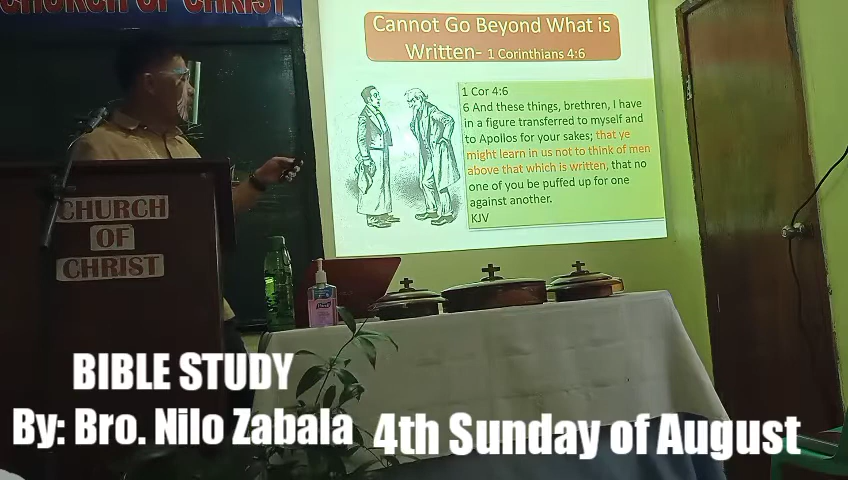 CHURCH OF CHRIST
Cannot Go Beyond What is
Written- 1 Corinthians 4:6
1 Cor 4:6
6 And these things, brethren, I have
in a figure transferred to myself and
to Apollos for your sakes; that ye
might learn in us not to think of men
above that which is written, that no
one of you be puffed up for one
against another.
KJV
CHURCH
OF
CHRIST
BIBLE STUDY
By: Bro. Nilo Zabala
4th Sunday of August